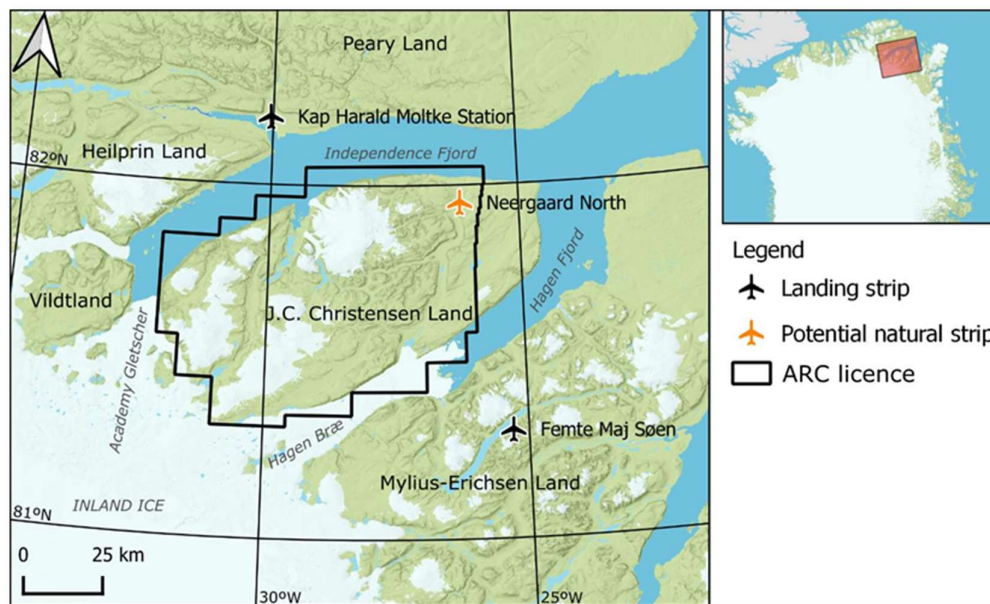 Peary Land
Kap Harald Moltke Station
82ºN
Heilprin Land
Independence Fjord
Neergaard North
Hagen Fjord
Vildtland
J.C. Christensen Land
Academy Gletscher
Hagen Bræ
Femte Maj Søen
Mylius-Erichsen Land
INLAND ICE
81ºN
0 25 km
30ºW
25ºW
Legend
Landing strip
Potential natural strip
ARC licence